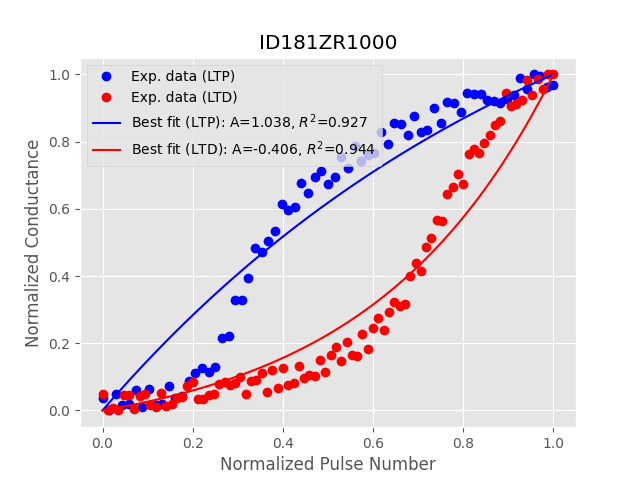 ID181ZR1000
Exp. data (LTP)
Exp. data (LTD)
Best fit (LTP): A=1.038, R²=0.927
Best fit (LTD): A=-0.406, R²=0.944
Normalized Conductance
1.0
0.8
0.6
0.4
0.2
0.0
0.0 0.2 0.4 0.6 0.8 1.0
Normalized Pulse Number